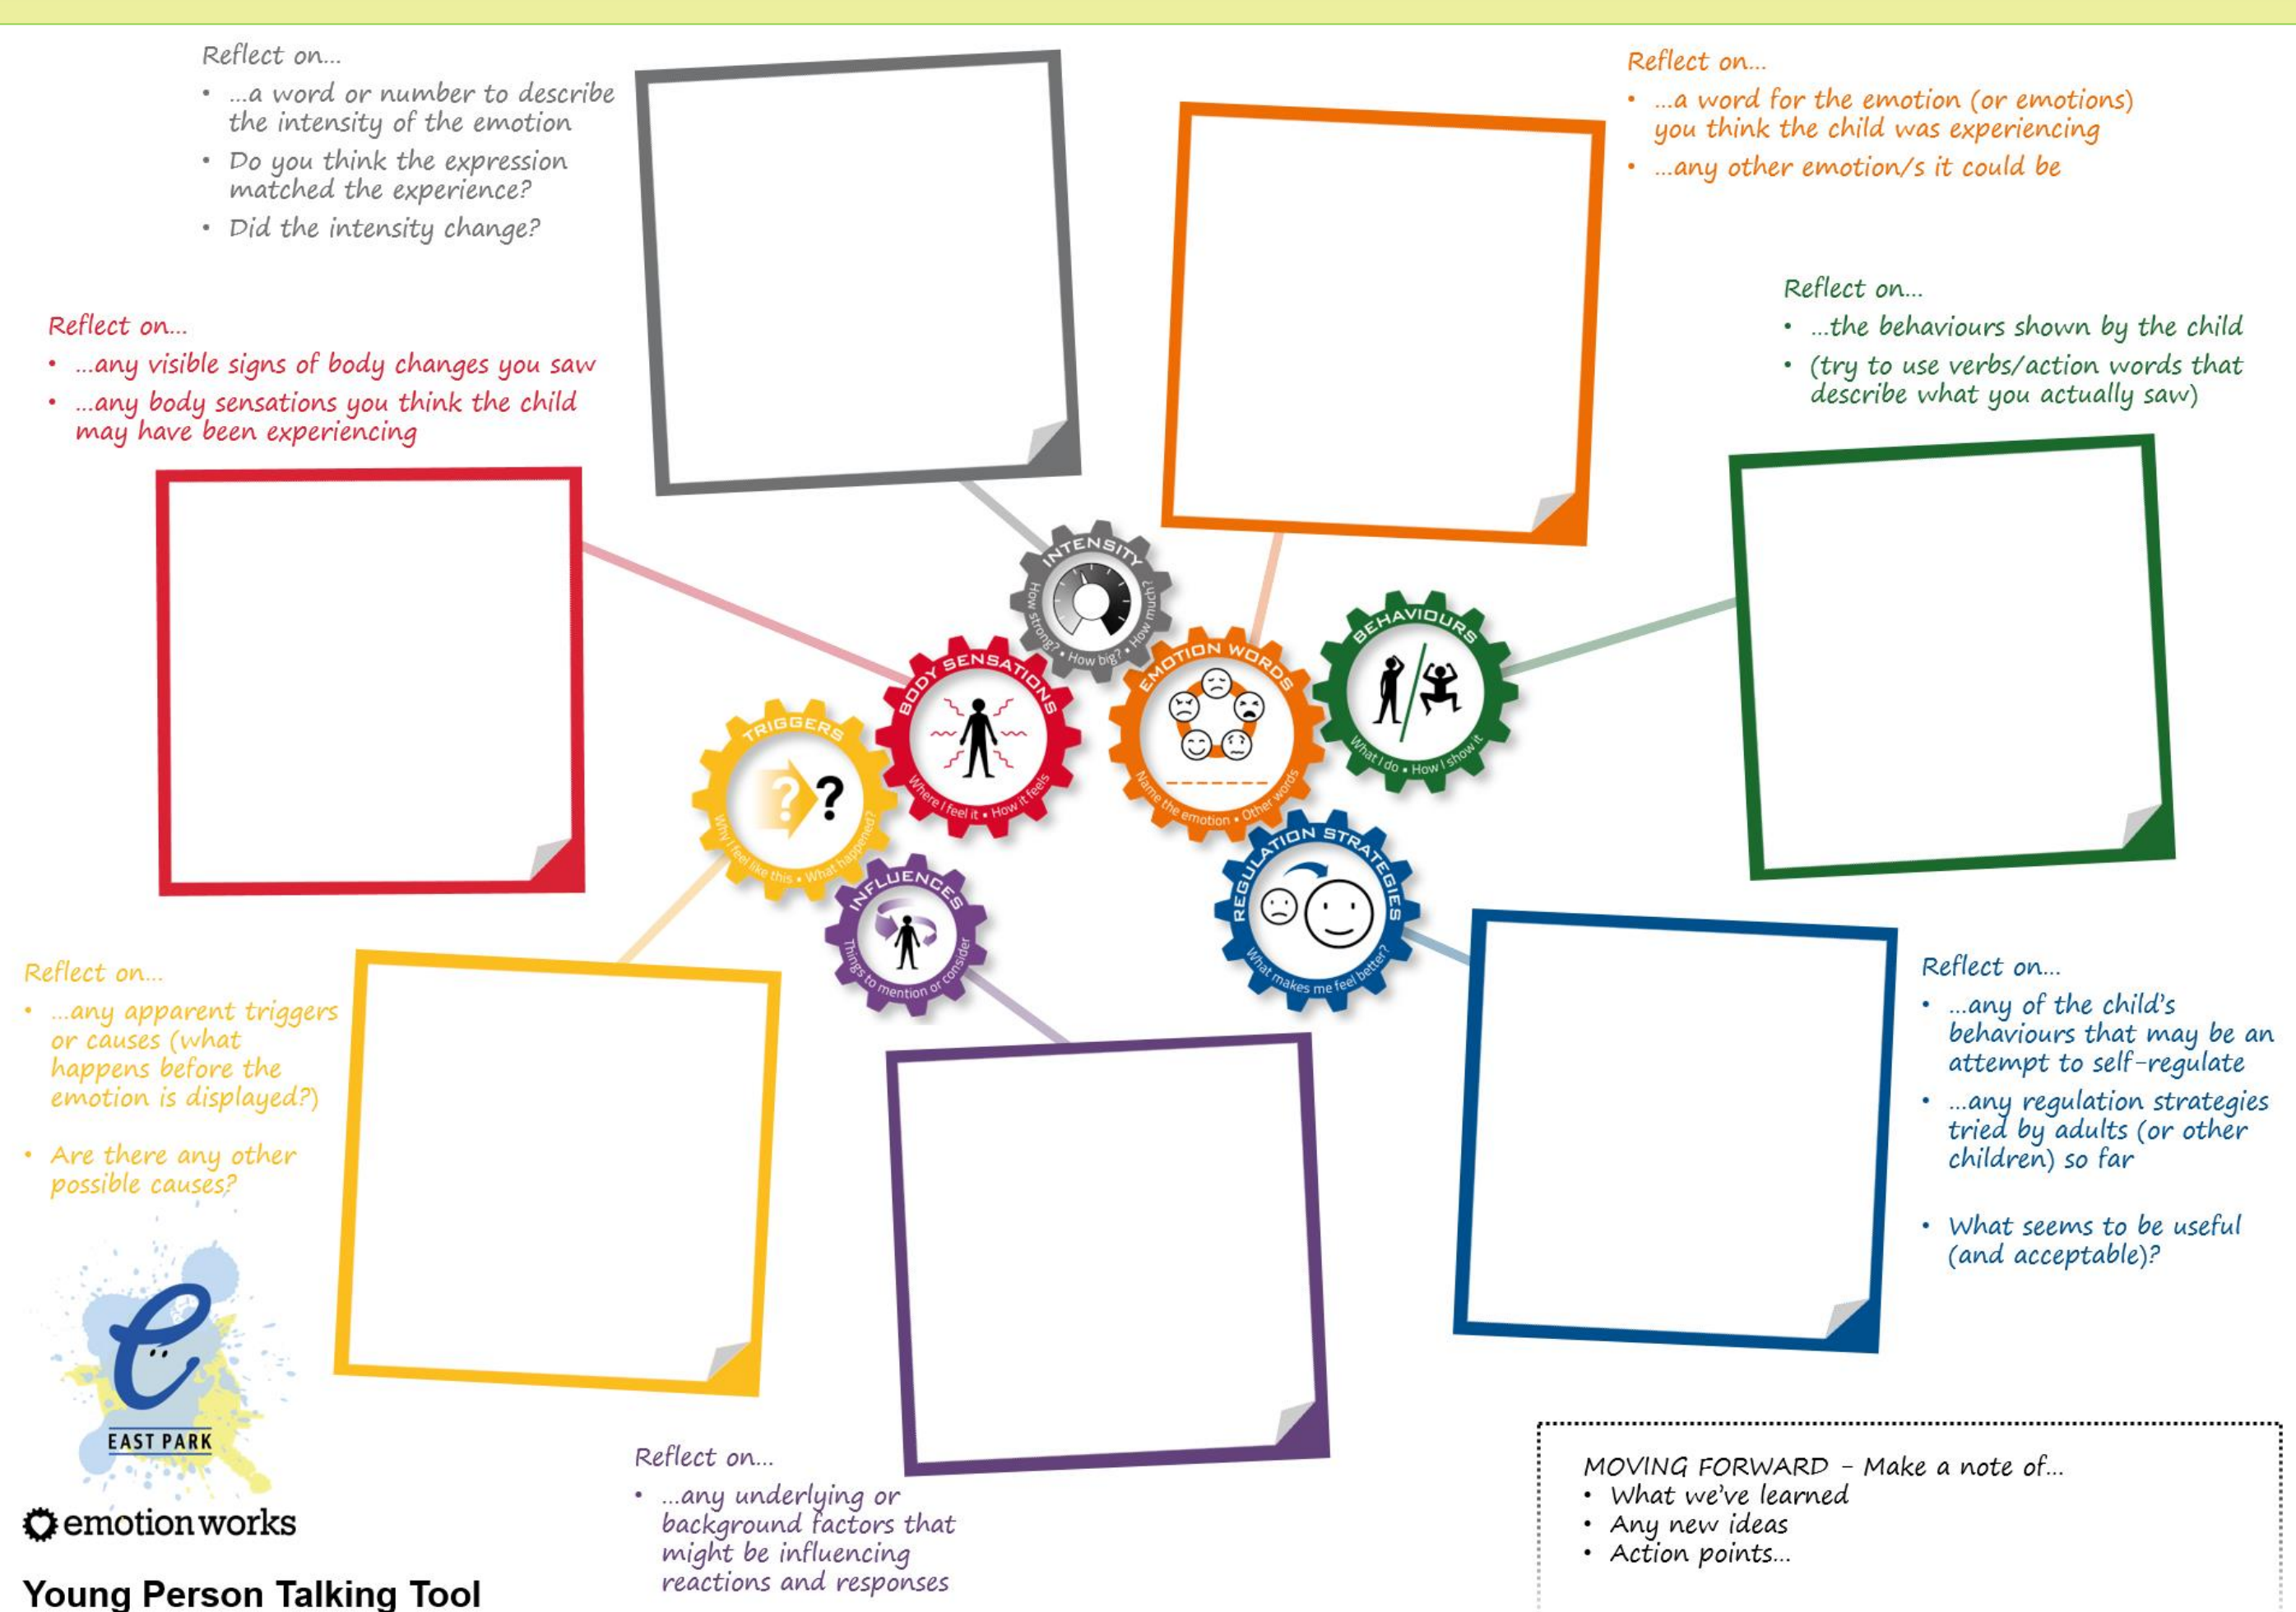 Reflect on...
• ...a word or number to describe
the intensity of the emotion
• Do you think the expression
matched the experience?
• Did the intensity change?
Reflect on...
• ...a word for the emotion (or emotions)
you think the child was experiencing
• ...any other emotion/s it could be
Reflect on...
• ...any visible signs of body changes you saw
• ...any body sensations you think the child
may have been experiencing
Reflect on...
• ...the behaviours shown by the child
• (try to use verbs/action words that
describe what you actually saw)
INTENSITY
How strong? • How big? • How much?
BODY SENSATIONS
Where I feel it • How it feels
EMOTION WORDS
Name the emotion • Other words
BEHAVIOURS
What I do • How I show it
TRIGGERS
? ?
Why I feel like this • What happened?
INFLUENCES
Things to mention or consider
REGULATION STRATEGIES
What makes me feel better?
Reflect on...
• ...any apparent triggers
or causes (what
happens before the
emotion is displayed?)
• Are there any other
possible causes?
Reflect on...
• ...any of the child's
behaviours that may be an
attempt to self-regulate
• ...any regulation strategies
tried by adults (or other
children) so far
• What seems to be useful
(and acceptable)?
e
EAST PARK
emotion works
Young Person Talking Tool
Reflect on...
• ...any underlying or
background factors that
might be influencing
reactions and responses
MOVING FORWARD - Make a note of...
• What we've learned
• Any new ideas
• Action points...